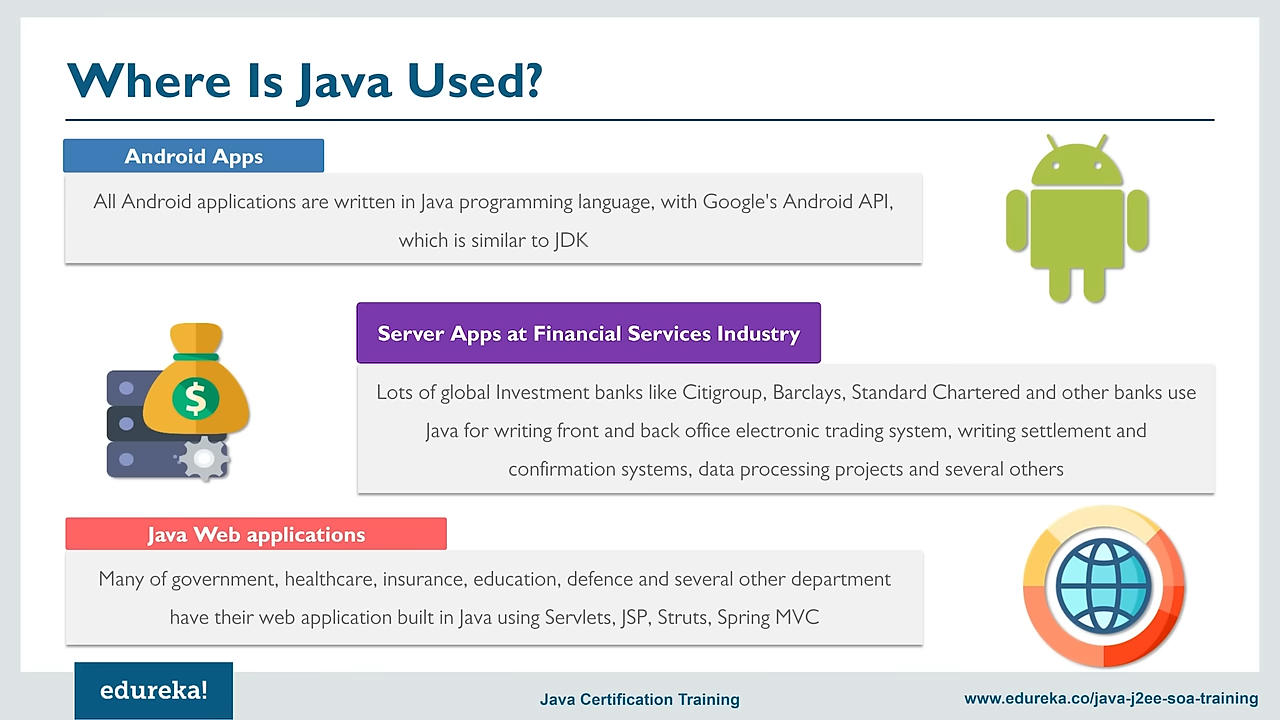 Where Is Java Used?
Android Apps
All Android applications are written in Java programming language, with Google's Android API,
which is similar to JDK
Server Apps at Financial Services Industry
$
Lots of global Investment banks like Citigroup, Barclays, Standard Chartered and other banks use
Java for writing front and back office electronic trading system, writing settlement and
confirmation systems, data processing projects and several others
Java Web applications
Many of government, healthcare, insurance, education, defence and several other department
have their web application built in Java using Servlets, JSP, Struts, Spring MVC
edureka!
Java Certification Training
www.edureka.co/java-j2ee-soa-training